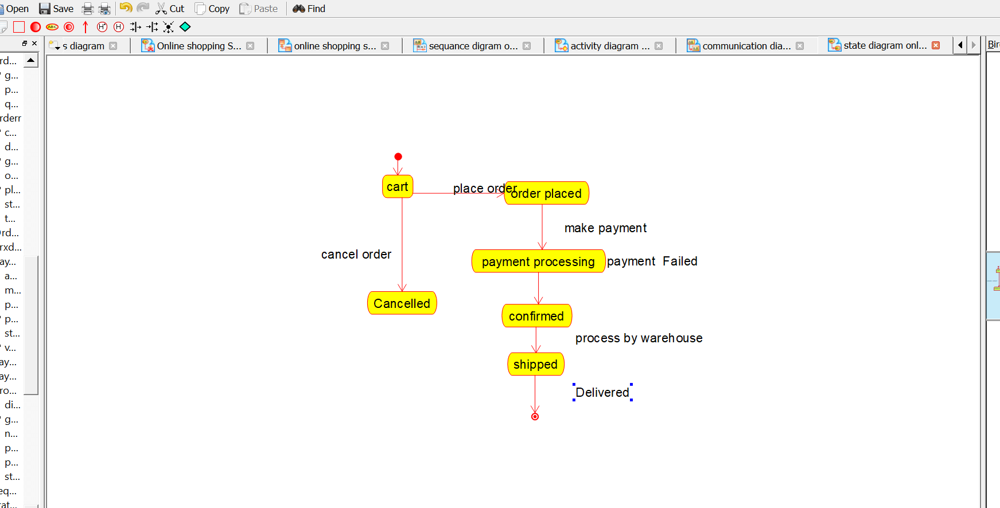 Open Save Cut Copy Paste Find
s diagram Online shopping S... online shopping s... sequance digram o... activity diagram ... communication dia... state diagram onl...
rd...
g...
p...
q...
rderr
c...
d...
g...
o...
pl...
st...
t...
rd...
rxd...
ay...
a...
m...
p...
p...
st...
v...
ay...
ay...
ro...
di...
g...
n...
p...
p...
st...
eq...
rat...
cart
place order
order placed
make payment
cancel order
payment processing payment Failed
Cancelled
confirmed
process by warehouse
shipped
Delivered